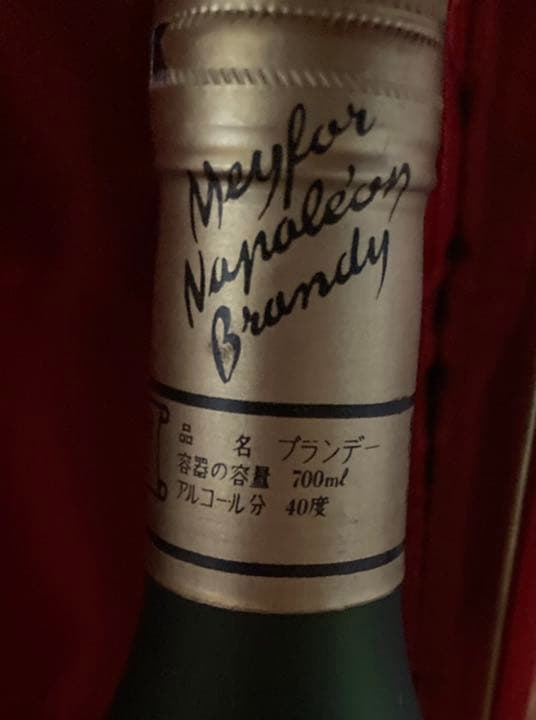 Meyfor
Napoléon
Brandy
品 名 ブランデー
容器の容量 700ml
アルコール分 40度